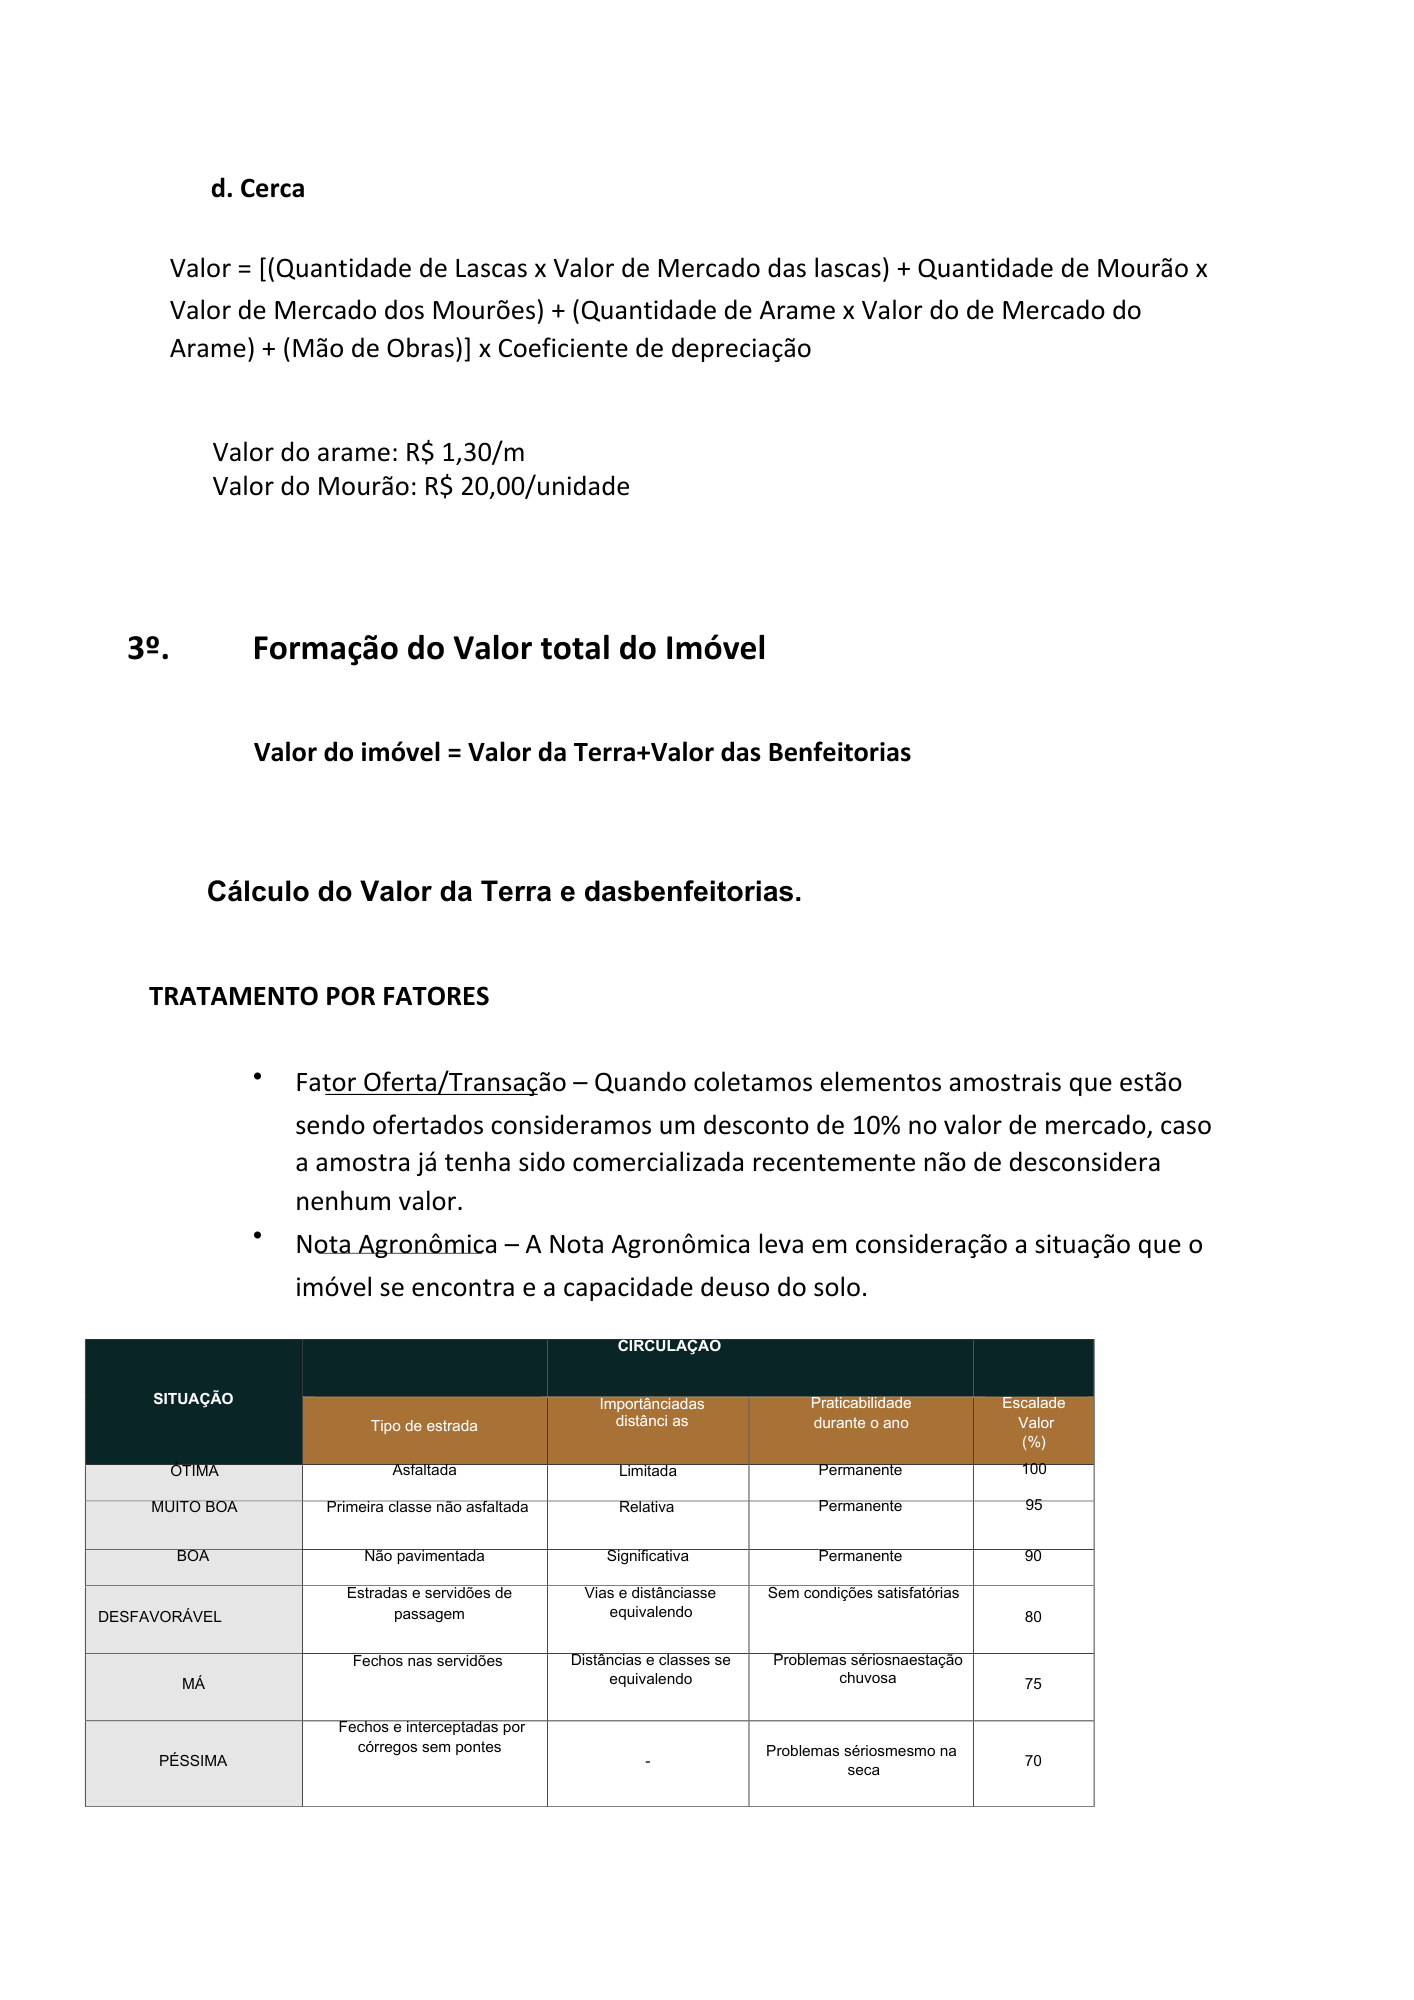 d. Cerca
Valor = [(Quantidade de Lascas x Valor de Mercado das lascas) + Quantidade de Mourão x
Valor de Mercado dos Mourões) + (Quantidade de Arame x Valor do de Mercado do
Arame) + (Mão de Obras)] x Coeficiente de depreciação
Valor do arame: R$ 1,30/m
Valor do Mourão: R$ 20,00/unidade
3º. Formação do Valor total do Imóvel
Valor do imóvel = Valor da Terra+Valor das Benfeitorias
Cálculo do Valor da Terra e dasbenfeitorias.
TRATAMENTO POR FATORES
• Fator Oferta/Transação – Quando coletamos elementos amostrais que estão
sendo ofertados consideramos um desconto de 10% no valor de mercado, caso
a amostra já tenha sido comercializada recentemente não de desconsidera
nenhum valor.
• Nota Agronômica – A Nota Agronômica leva em consideração a situação que o
imóvel se encontra e a capacidade deuso do solo.
CIRCULAÇÃO
SITUAÇÃO
Tipo de estrada
Importânciadas
distânci as
Praticabilidade
durante o ano
Escalade
Valor
(%)
ÓTIMA Asfaltada Limitada Permanente 100
MUITO BOA Primeira classe não asfaltada Relativa Permanente 95
BOA Não pavimentada Significativa Permanente 90
DESFAVORÁVEL
Estradas e servidões de
passagem
Vias e distânciasse
equivalendo
Sem condições satisfatórias
80
MÁ
Fechos nas servidões
Distâncias e classes se
equivalendo
Problemas sériosnaestação
chuvosa
75
PÉSSIMA
Fechos e interceptadas por
córregos sem pontes
-
Problemas sériosmesmo na
seca
70